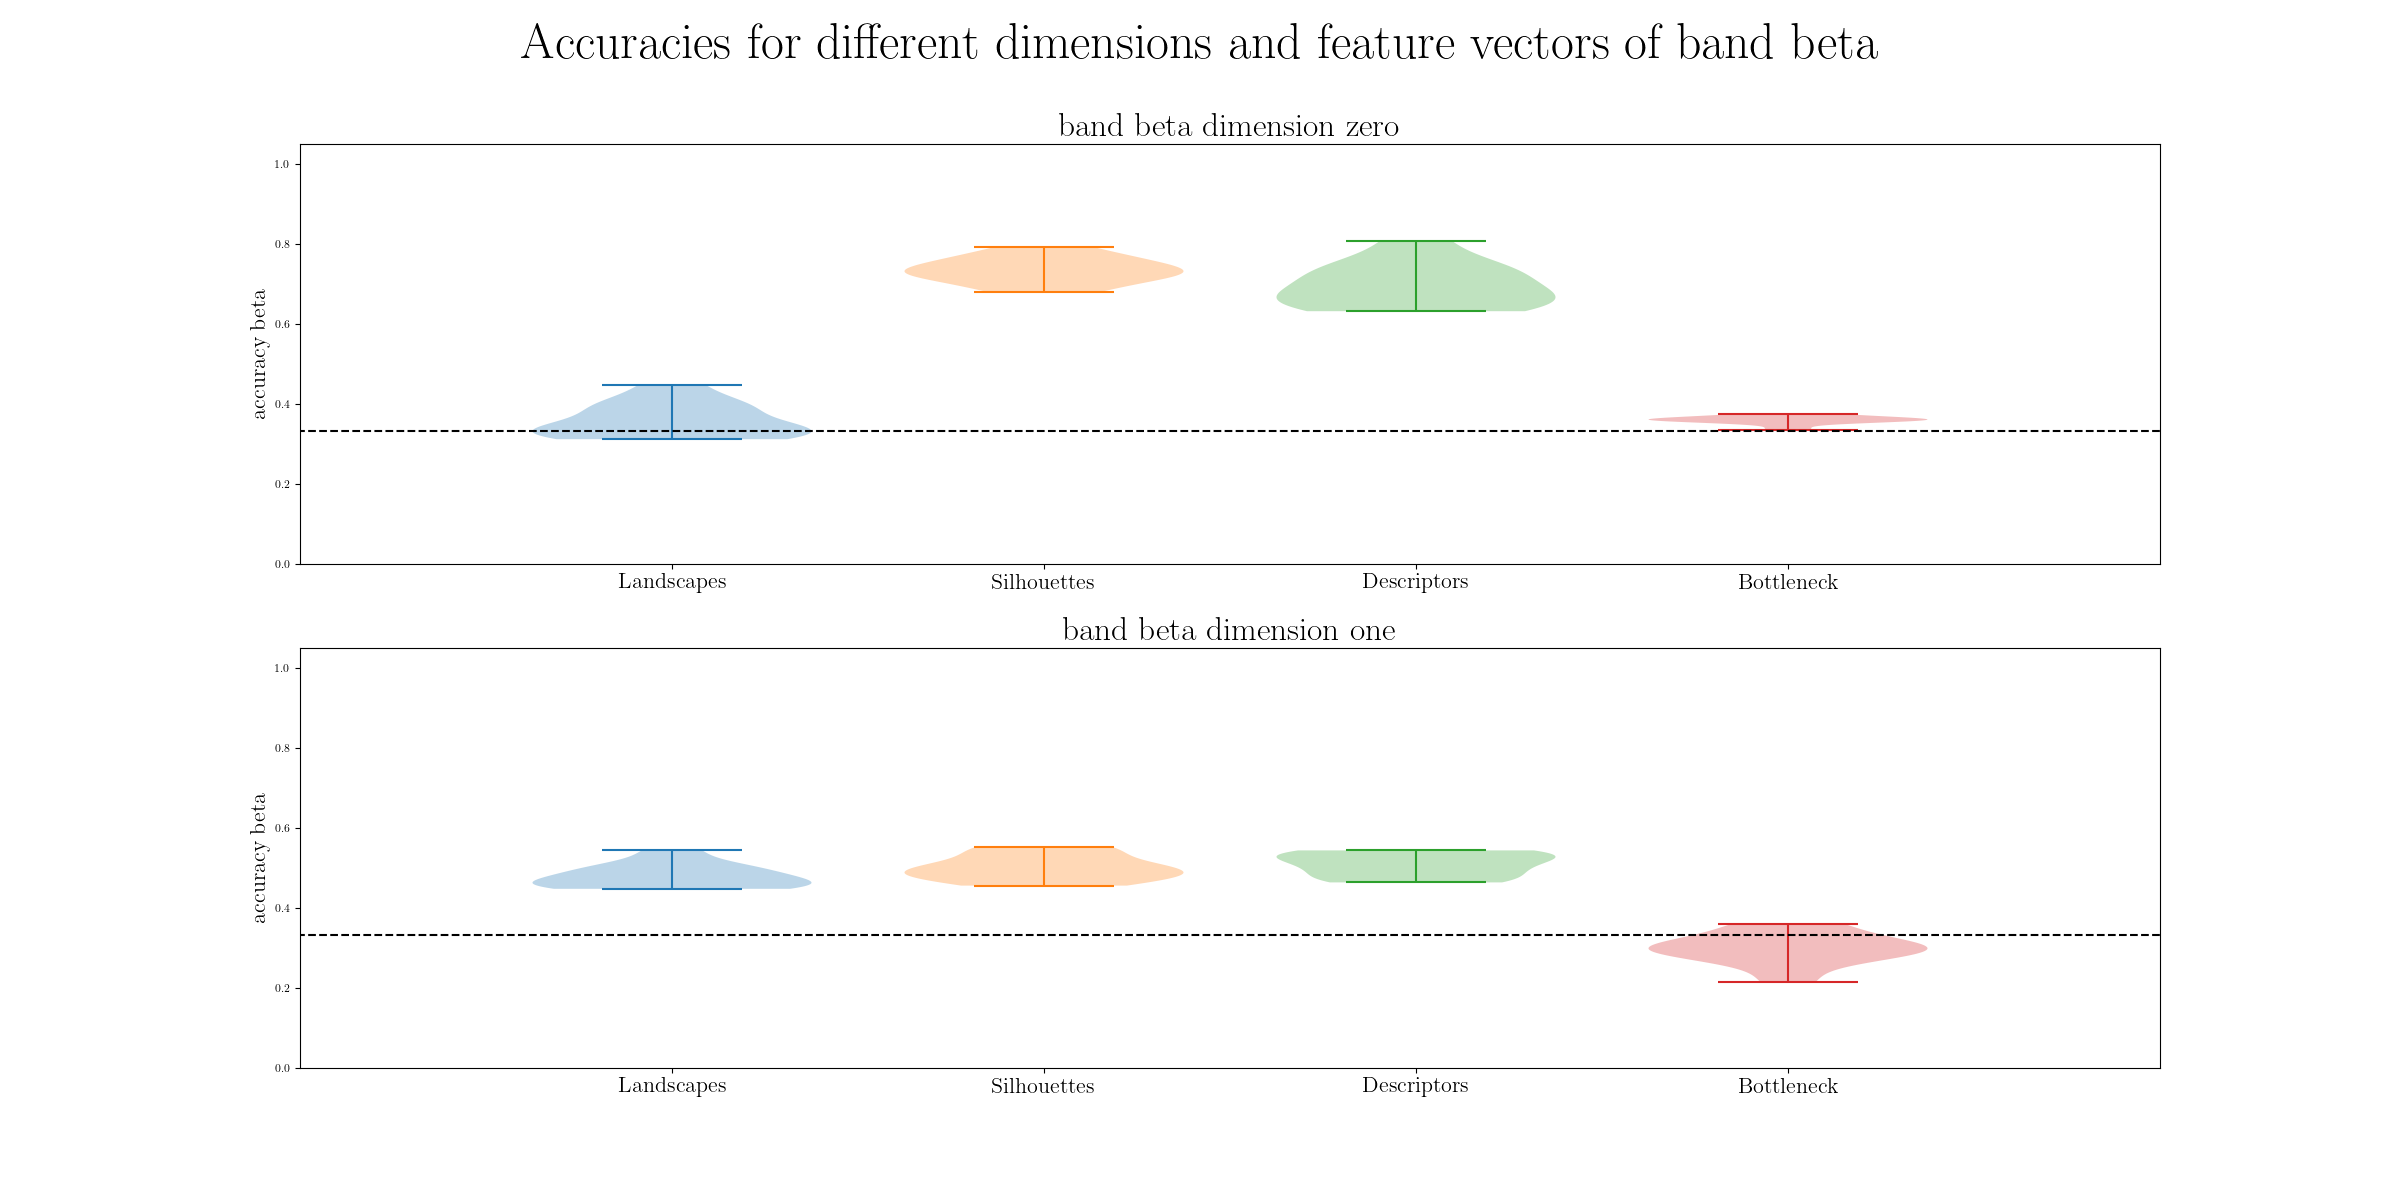 Accuracies for different dimensions and feature vectors of band beta
band beta dimension zero
1.0
0.8
0.6
0.4
0.2
0.0
accuracy beta
Landscapes Silhouettes Descriptors Bottleneck
band beta dimension one
1.0
0.8
0.6
0.4
0.2
0.0
accuracy beta
Landscapes Silhouettes Descriptors Bottleneck